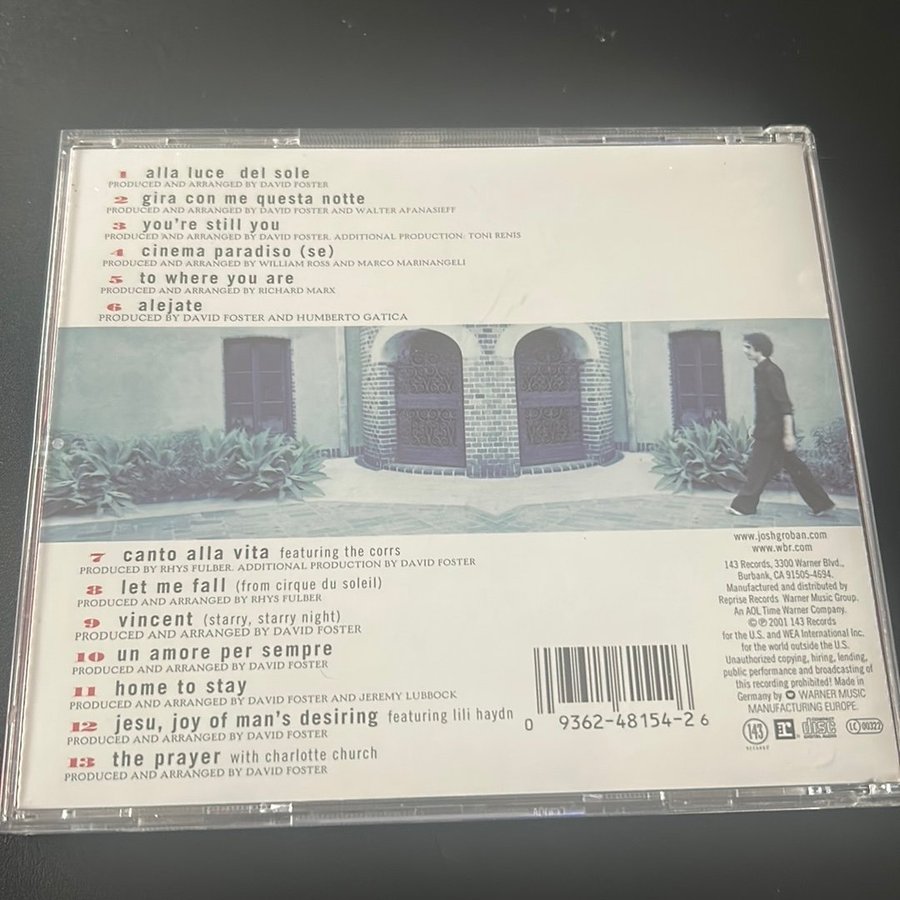 1 alla luce del sole
PRODUCED AND ARRANGED BY DAVID FOSTER
2 gira con me questa notte
PRODUCED AND ARRANGED BY DAVID FOSTER AND WALTER AFANASIEFF
3 you're still you
PRODUCED AND ARRANGED BY DAVID FOSTER. ADDITIONAL PRODUCTION: TONI RENIS
4 cinema paradiso (se)
PRODUCED AND ARRANGED BY WILLIAM ROSS AND MARCO MARINANGELI
5 to where you are
PRODUCED AND ARRANGED BY RICHARD MARX
6 alejate
PRODUCED BY DAVID FOSTER AND HUMBERTO GATICA
7 canto alla vita featuring the corrs
PRODUCED BY RHYS FULBER. ADDITIONAL PRODUCTION BY DAVID FOSTER
8 let me fall (from cirque du soleil)
PRODUCED AND ARRANGED BY RHYS FULBER
9 vincent (starry, starry night)
PRODUCED AND ARRANGED BY DAVID FOSTER
10 un amore per sempre
PRODUCED AND ARRANGED BY DAVID FOSTER
11 home to stay
PRODUCED AND ARRANGED BY DAVID FOSTER AND JEREMY LUBBOCK
12 jesu, joy of man's desiring featuring lili haydn
PRODUCED AND ARRANGED BY DAVID FOSTER
13 the prayer with charlotte church
PRODUCED AND ARRANGED BY DAVID FOSTER
0 9362-48154-2 6
www.joshgroban.com
www.wbr.com
143 Records, 3300 Warner Blvd.,
Burbank, CA 91505-4694.
Manufactured and distributed by
Reprise Records Warner Music Group.
An AOL Time Warner Company.
©℗ 2001 143 Records
for the U.S. and WEA International Inc.
for the world outside the U.S.
Unauthorized copying, hiring, lending,
public performance and broadcasting of
this recording prohibited! Made in
Germany by WARNER MUSIC
MANUFACTURING EUROPE.
143 RECORDS
COMPACT disc DIGITAL AUDIO
LC 00322